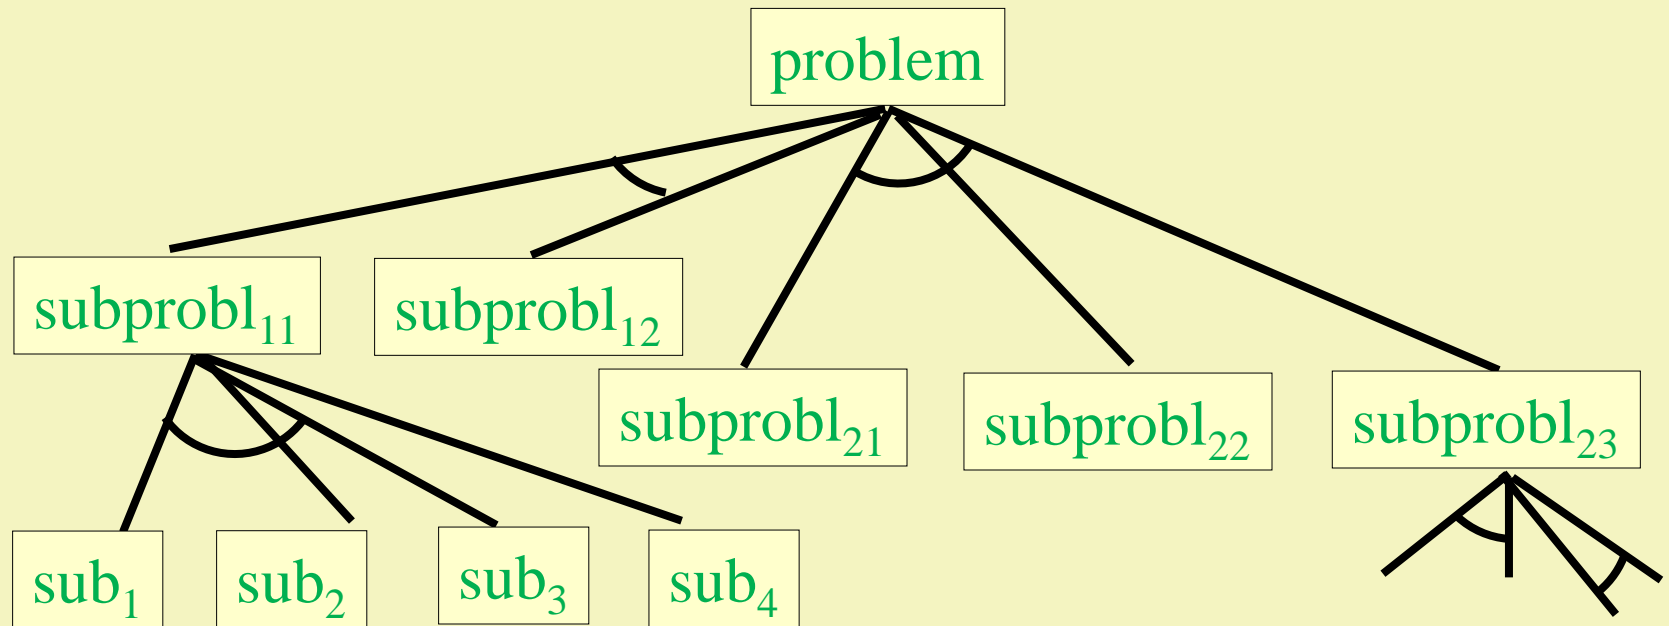 problem
subprobl₁₁
subprobl₁₂
subprobl₂₁
subprobl₂₂
subprobl₂₃
sub₁
sub₂
sub₃
sub₄